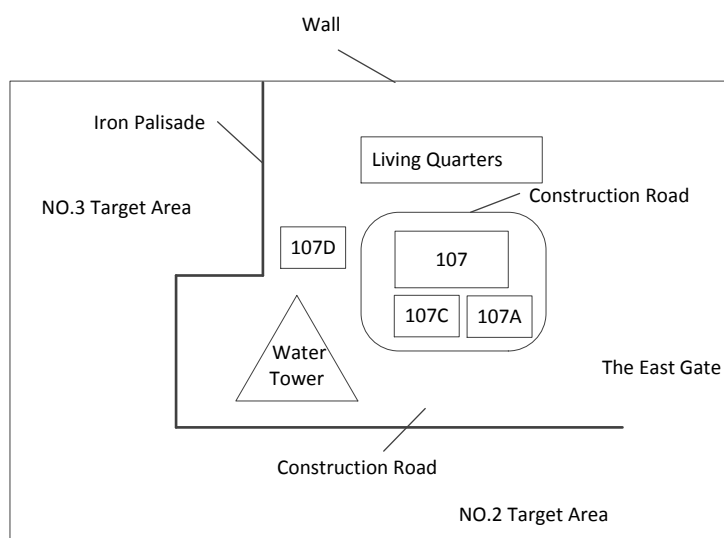 Wall
Iron Palisade
Living Quarters
Construction Road
NO.3 Target Area
107D
107
107C
107A
Water
Tower
The East Gate
Construction Road
NO.2 Target Area